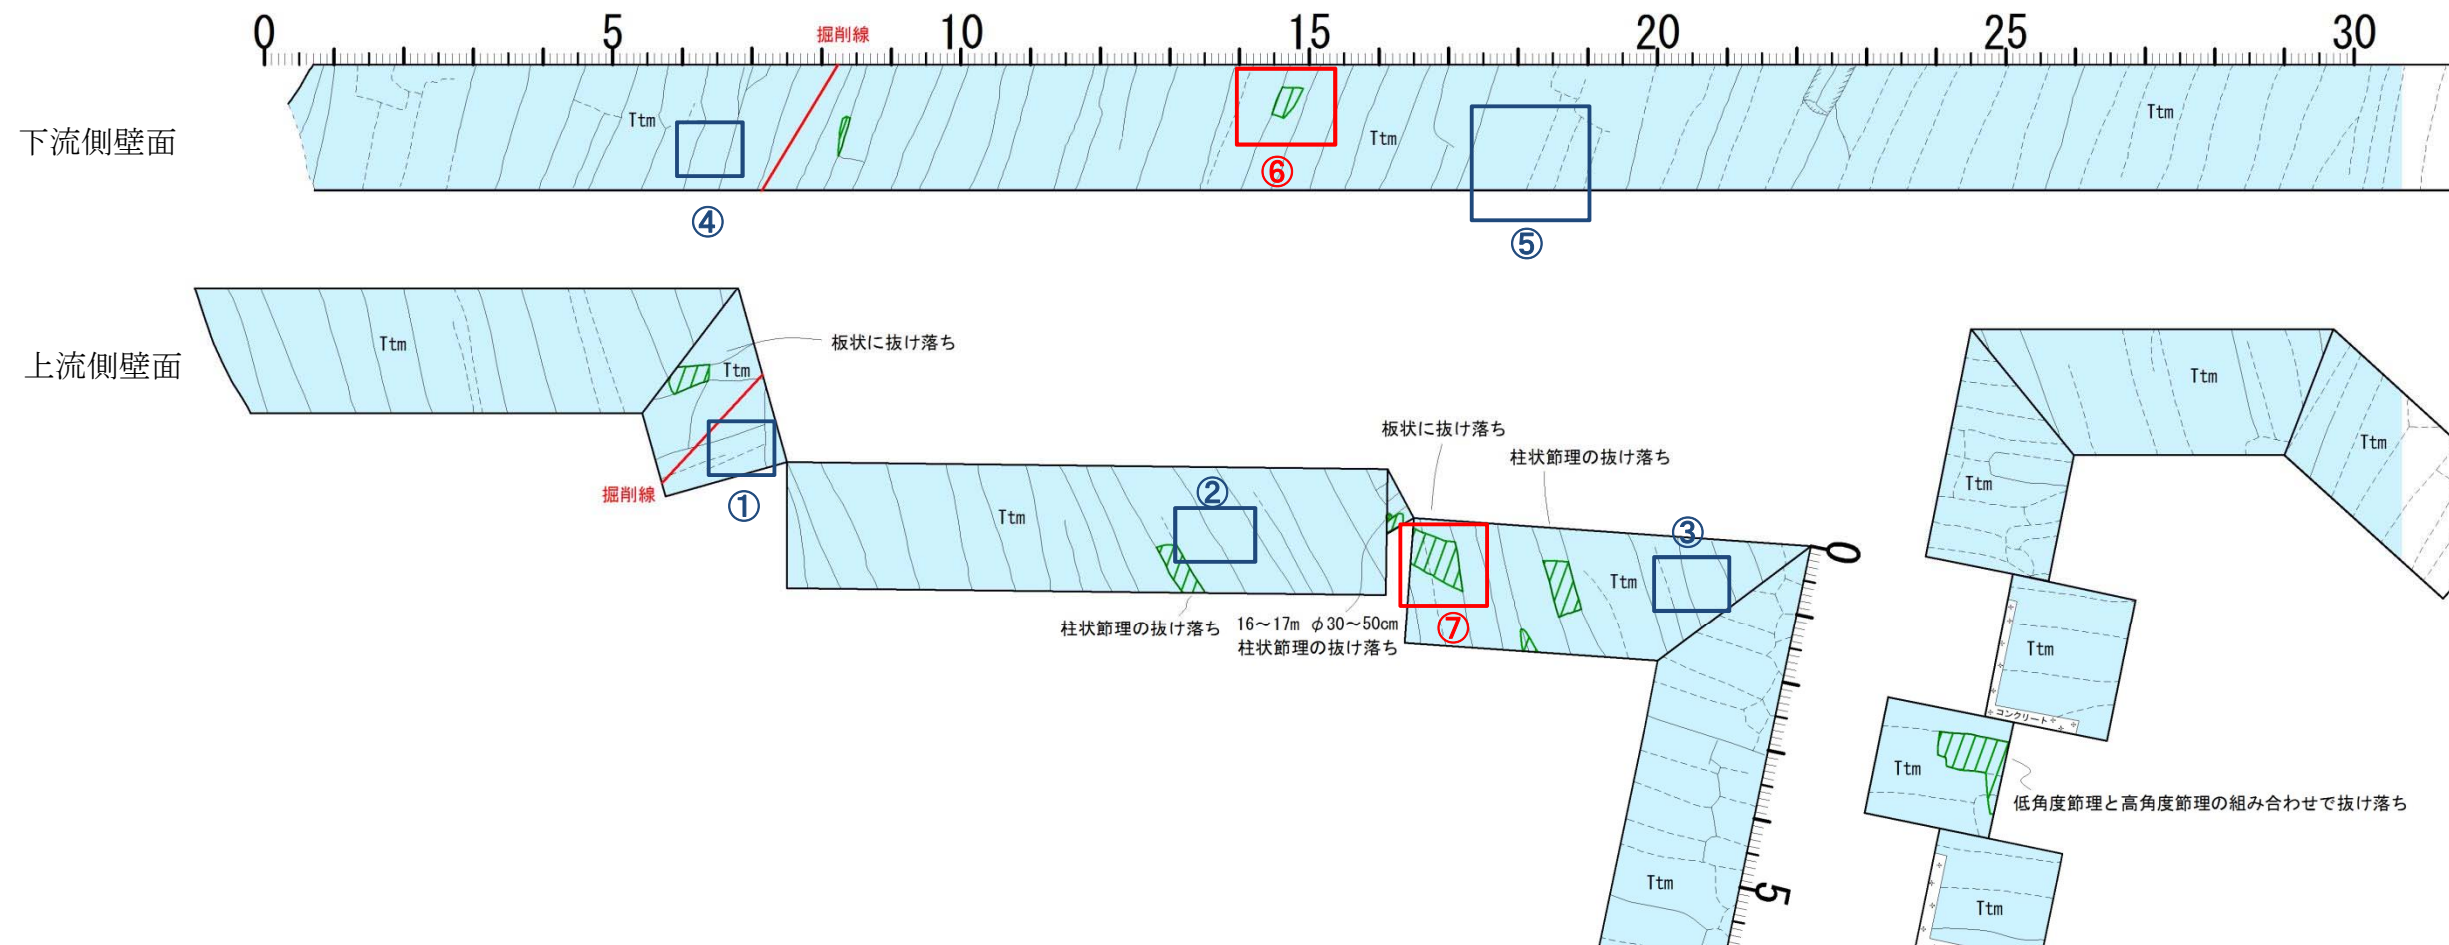 0 5 10 15 20 25 30
掘削線
下流側壁面
Ttm
Ttm
Ttm
④
⑥
⑤
上流側壁面
Ttm
板状に抜け落ち
Ttm
掘削線
①
Ttm
②
柱状節理の抜け落ち
16～17m φ30～50cm
柱状節理の抜け落ち
板状に抜け落ち
柱状節理の抜け落ち
⑦
Ttm
③
0
5
Ttm
Ttm
Ttm
Ttm
Ttm
コンクリート
Ttm
低角度節理と高角度節理の組み合わせで抜け落ち
Ttm